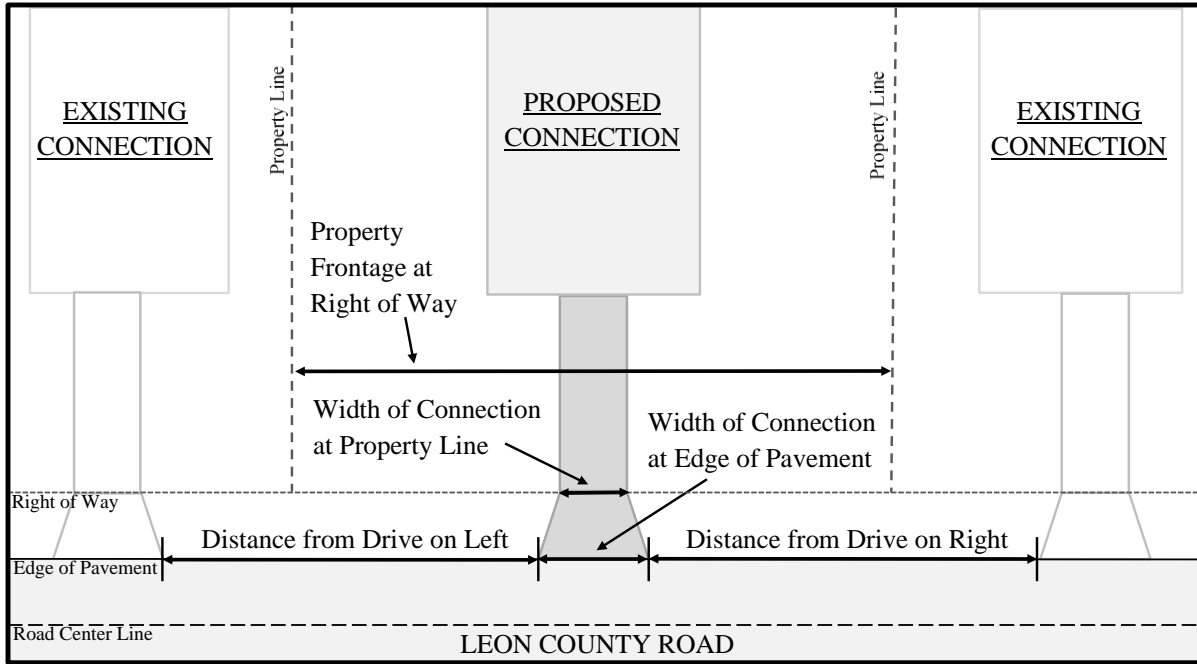 EXISTING
CONNECTION
Property Line
PROPOSED
CONNECTION
Property Line
EXISTING
CONNECTION
Property
Frontage at
Right of Way
Width of Connection
at Property Line
Width of Connection
at Edge of Pavement
Right of Way
Distance from Drive on Left
Distance from Drive on Right
Edge of Pavement
Road Center Line
LEON COUNTY ROAD